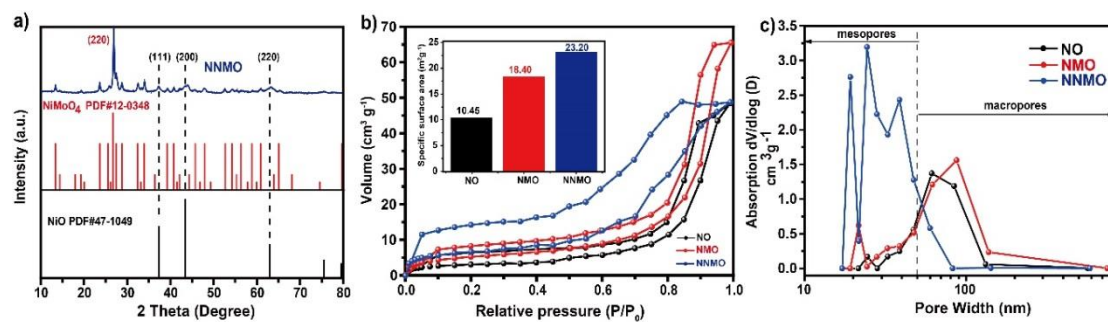 a)
(220)
(111) (200) (220)
NNMO
NiMoO₄ PDF#12-0348
NiO PDF#47-1049
Intensity (a.u.)
10 20 30 40 50 60 70 80
2 Theta (Degree)
b)
70
60
50
40
30
20
10
0
Volume (cm³ g⁻¹)
25
20
15
10
5
0
Specific surface area (m²g⁻¹)
10.45
18.40
23.20
NO NMO NNMO
NO
NMO
NNMO
0.0 0.2 0.4 0.6 0.8 1.0
Relative pressure (P/P₀)
c)
mesopores
macropores
NO
NMO
NNMO
3.5
3.0
2.5
2.0
1.5
1.0
0.5
0.0
Absorption dV/dlog (D)
cm 3g-1
10 100
Pore Width (nm)